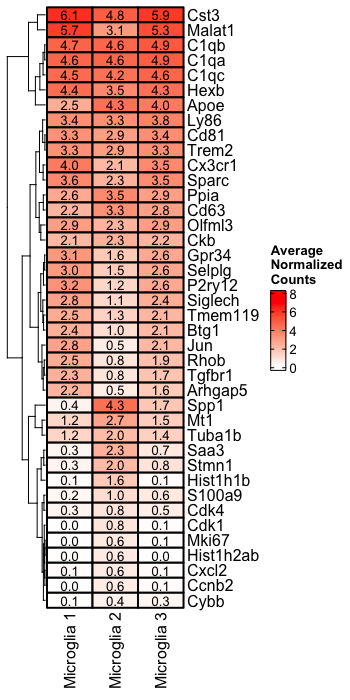 6.1 4.8 5.9 Cst3
5.7 3.1 5.3 Malat1
4.7 4.6 4.9 C1qb
4.6 4.6 4.9 C1qa
4.5 4.2 4.6 C1qc
4.4 3.5 4.3 Hexb
2.5 4.3 4.0 Apoe
3.4 3.3 3.8 Ly86
3.3 2.9 3.4 Cd81
3.3 2.9 3.3 Trem2
4.0 2.1 3.5 Cx3cr1
3.6 2.3 3.5 Sparc
2.6 3.5 2.9 Ppia
2.2 3.3 2.8 Cd63
2.9 2.3 2.9 Olfml3
2.1 2.3 2.2 Ckb
3.1 1.6 2.6 Gpr34
3.0 1.5 2.6 Selplg
3.2 1.2 2.6 P2ry12
2.8 1.1 2.4 Siglech
2.5 1.3 2.1 Tmem119
2.4 1.0 2.1 Btg1
2.8 0.5 2.1 Jun
2.5 0.8 1.9 Rhob
2.3 0.8 1.7 Tgfbr1
2.2 0.5 1.6 Arhgap5
0.4 4.3 1.7 Spp1
1.2 2.7 1.5 Mt1
1.2 2.0 1.4 Tuba1b
0.3 2.3 0.7 Saa3
0.3 2.0 0.8 Stmn1
0.1 1.6 0.1 Hist1h1b
0.2 1.0 0.6 S100a9
0.3 0.8 0.5 Cdk4
0.0 0.8 0.1 Cdk1
0.0 0.6 0.1 Mki67
0.0 0.6 0.0 Hist1h2ab
0.1 0.6 0.1 Cxcl2
0.0 0.6 0.1 Ccnb2
0.1 0.4 0.3 Cybb
Microglia 1
Microglia 2
Microglia 3
Average
Normalized
Counts
8
6
4
2
0